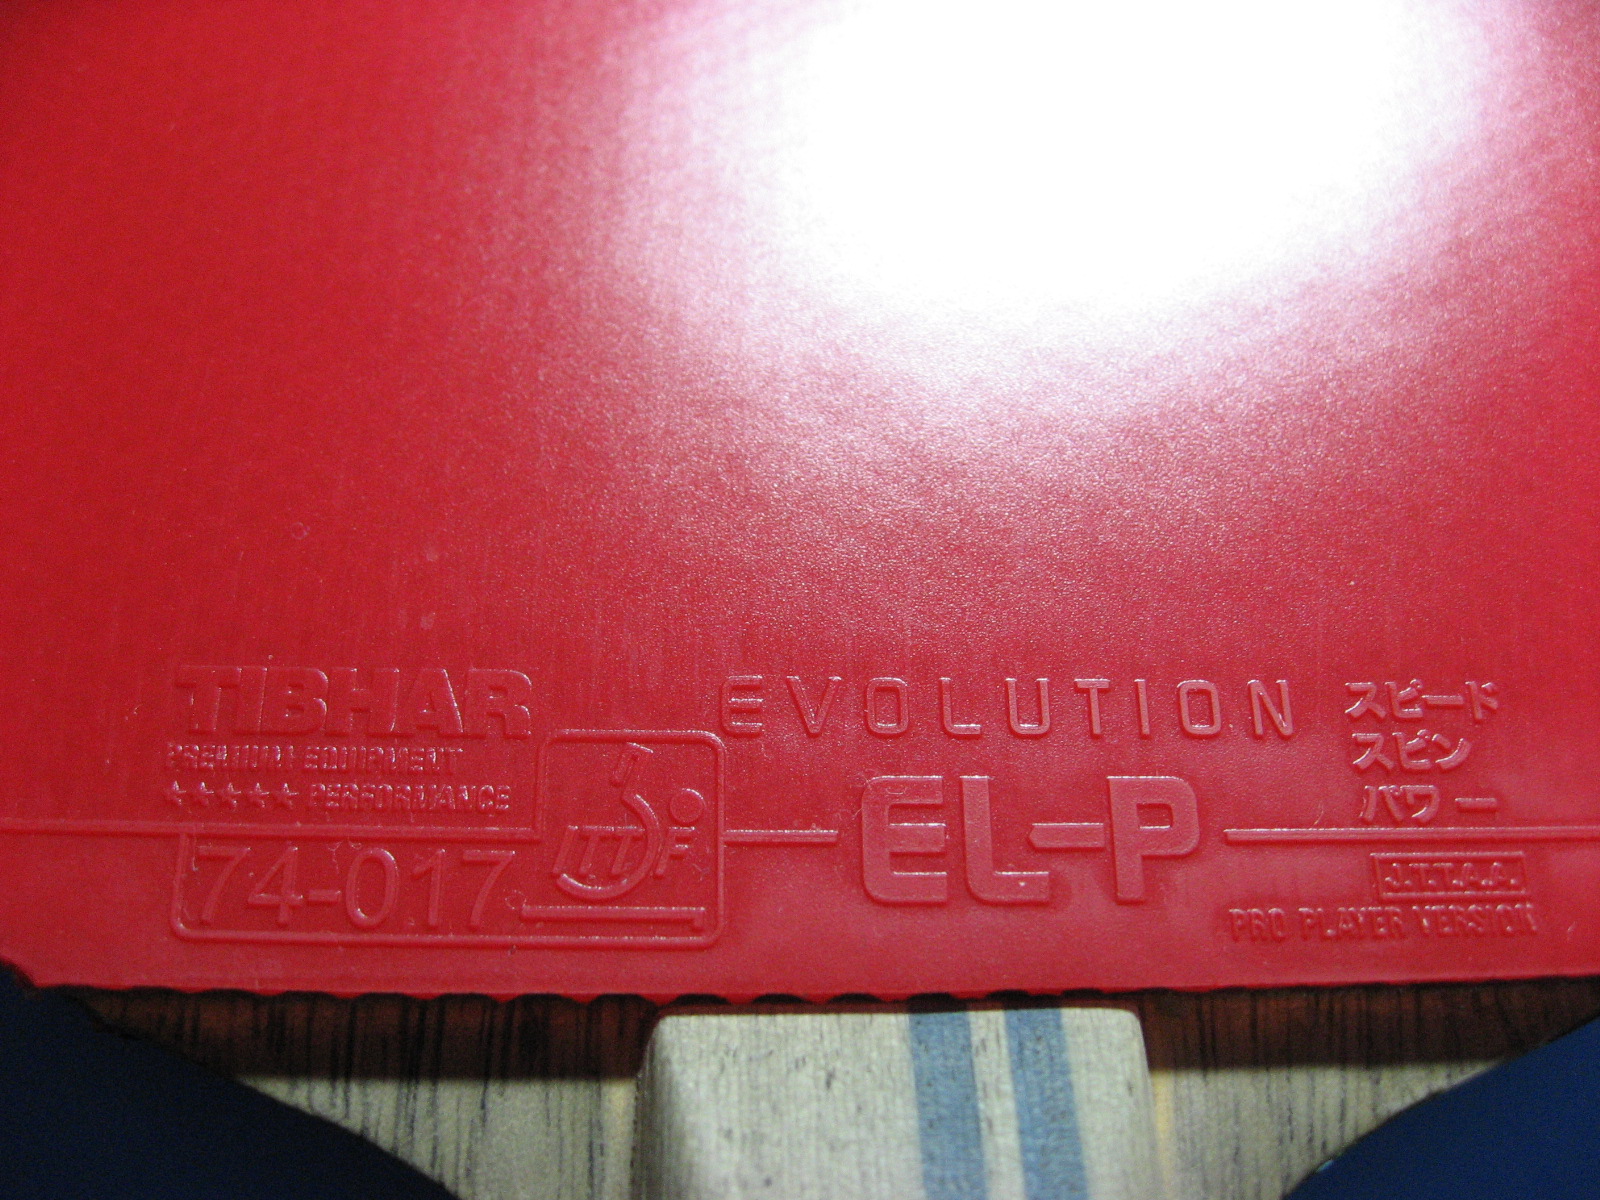 TIBHAR
PREMIUM EQUIPMENT
★★★★★ PERFORMANCE
74-017
ITTF
EVOLUTION
EL-P
スピード
スピン
パワー
J.T.T.A.A.
PRO PLAYER VERSION